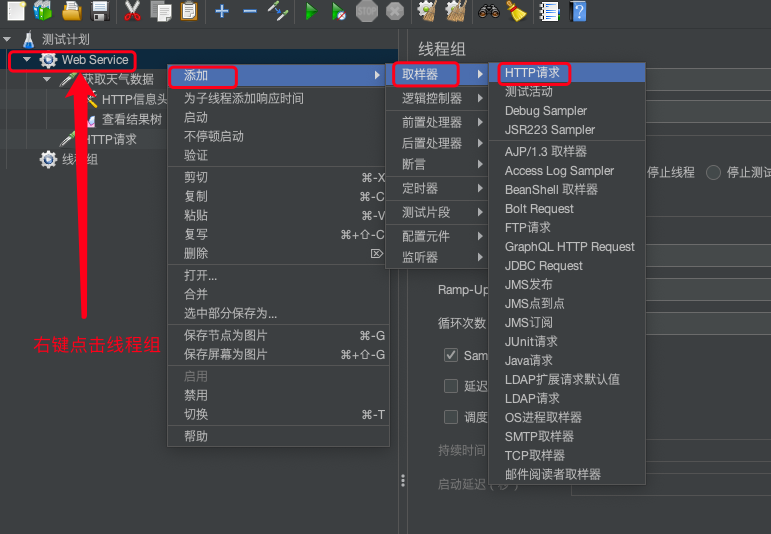 STOP
测试计划
Web Service
获取天气数据
HTTP信息头
查看结果树
HTTP请求
线程组
右键点击线程组
添加
为子线程添加响应时间
启动
不停顿启动
验证
剪切 ⌘-X
复制 ⌘-C
粘贴 ⌘-V
复写 ⌘+⇧-C
删除 ⌦
打开...
合并
选中部分保存为...
保存节点为图片 ⌘-G
保存屏幕为图片 ⌘+⇧-G
启用
禁用
切换 ⌘-T
帮助
取样器
逻辑控制器
前置处理器
后置处理器
断言
定时器
测试片段
配置元件
监听器
HTTP请求
测试活动
Debug Sampler
JSR223 Sampler
AJP/1.3 取样器
Access Log Sampler
BeanShell 取样器
Bolt Request
FTP请求
GraphQL HTTP Request
JDBC Request
JMS发布
JMS点到点
JMS订阅
JUnit请求
Java请求
LDAP扩展请求默认值
LDAP请求
OS进程取样器
SMTP取样器
TCP取样器
邮件阅读者取样器
线程组
停止线程
停止测试
Ramp-Up
循环次数
Sam
延迟
调度
持续时间
启动延迟